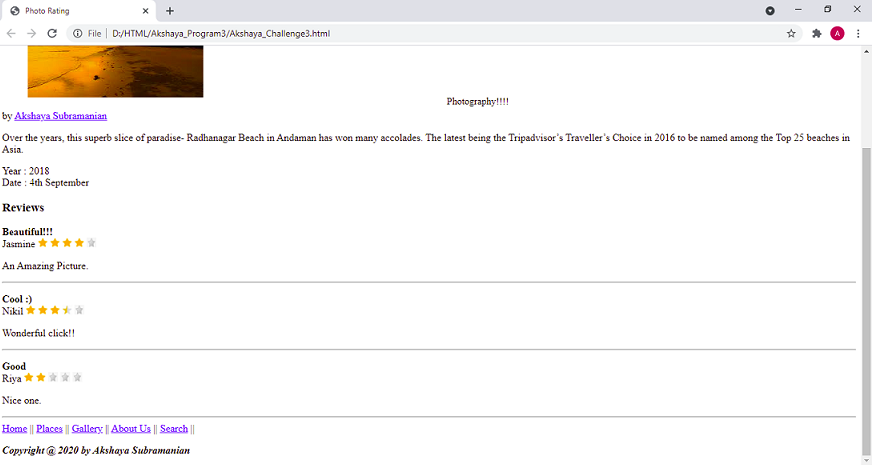 Photo Rating
File | D:/HTML/Akshaya_Program3/Akshaya_Challenge3.html
A
Photography!!!!
by Akshaya Subramanian
Over the years, this superb slice of paradise- Radhanagar Beach in Andaman has won many accolades. The latest being the Tripadvisor’s Traveller’s Choice in 2016 to be named among the Top 25 beaches in
Asia.
Year : 2018
Date : 4th September
Reviews
Beautiful!!!
Jasmine
An Amazing Picture.
Cool :)
Nikil
Wonderful click!!
Good
Riya
Nice one.
Home || Places || Gallery || About Us || Search ||
Copyright @ 2020 by Akshaya Subramanian